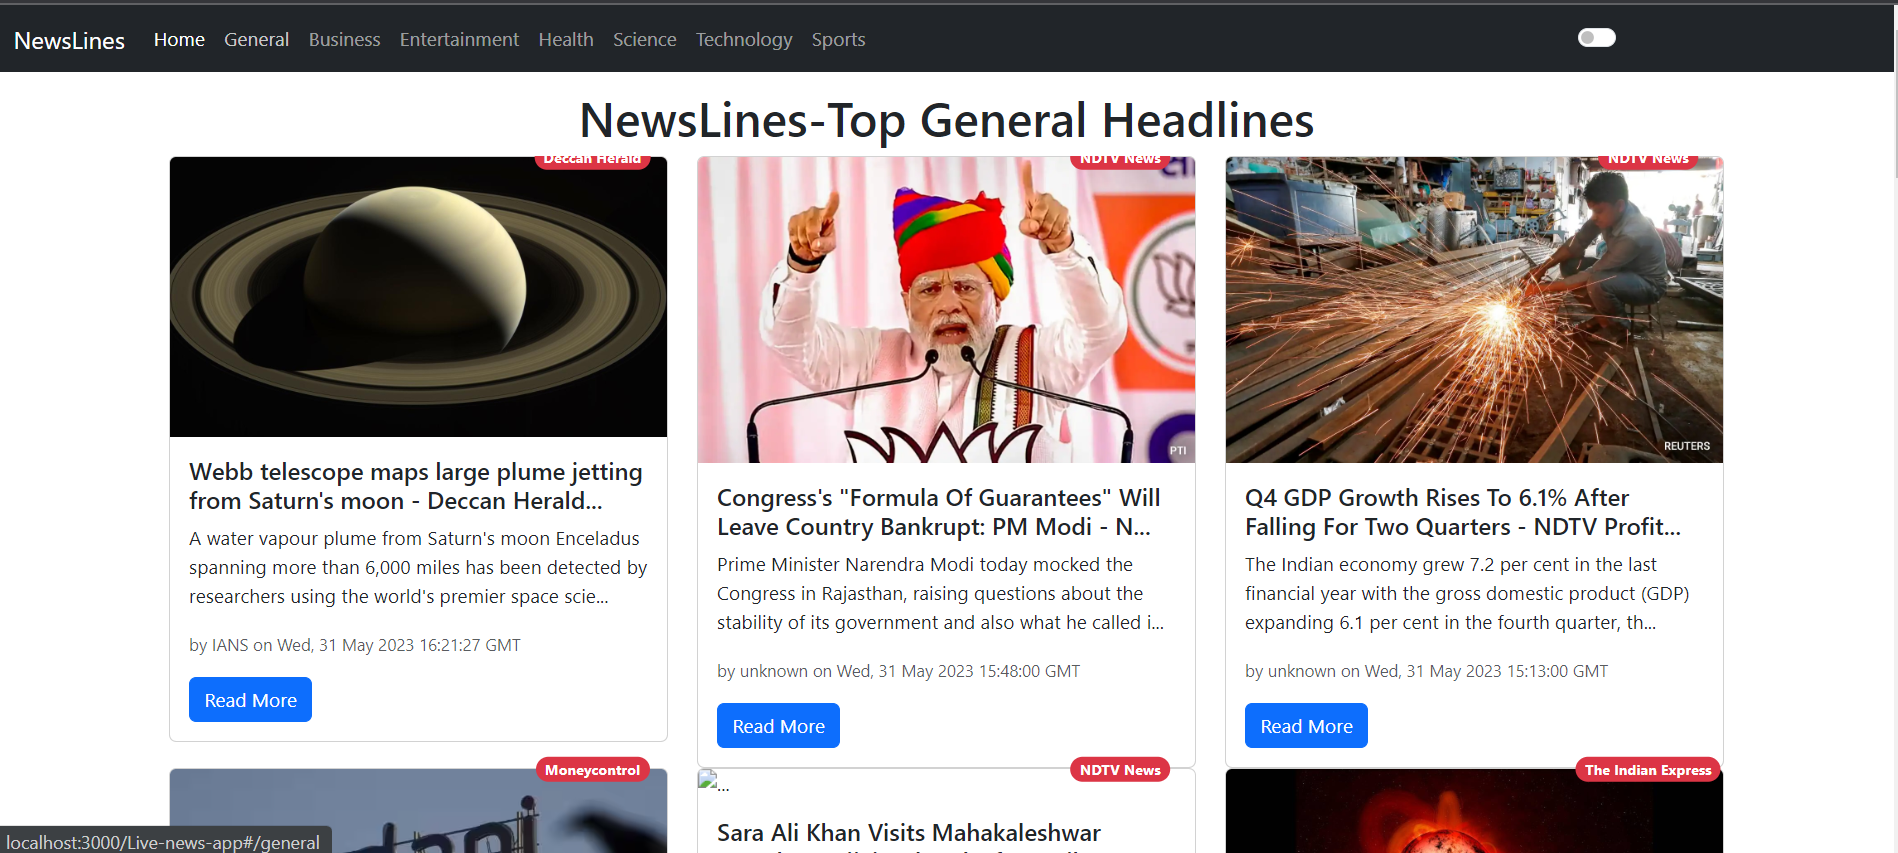 NewsLines Home General Business Entertainment Health Science Technology Sports
NewsLines-Top General Headlines
Deccan Herald
Webb telescope maps large plume jetting
from Saturn's moon - Deccan Herald...
A water vapour plume from Saturn's moon Enceladus
spanning more than 6,000 miles has been detected by
researchers using the world's premier space scie...
by IANS on Wed, 31 May 2023 16:21:27 GMT
Read More
NDTV News
PTI
Congress's "Formula Of Guarantees" Will
Leave Country Bankrupt: PM Modi - N...
Prime Minister Narendra Modi today mocked the
Congress in Rajasthan, raising questions about the
stability of its government and also what he called i...
by unknown on Wed, 31 May 2023 15:48:00 GMT
Read More
NDTV News
REUTERS
Q4 GDP Growth Rises To 6.1% After
Falling For Two Quarters - NDTV Profit...
The Indian economy grew 7.2 per cent in the last
financial year with the gross domestic product (GDP)
expanding 6.1 per cent in the fourth quarter, th...
by unknown on Wed, 31 May 2023 15:13:00 GMT
Read More
Moneycontrol
NDTV News
...
Sara Ali Khan Visits Mahakaleshwar
The Indian Express
localhost:3000/Live-news-app#/general